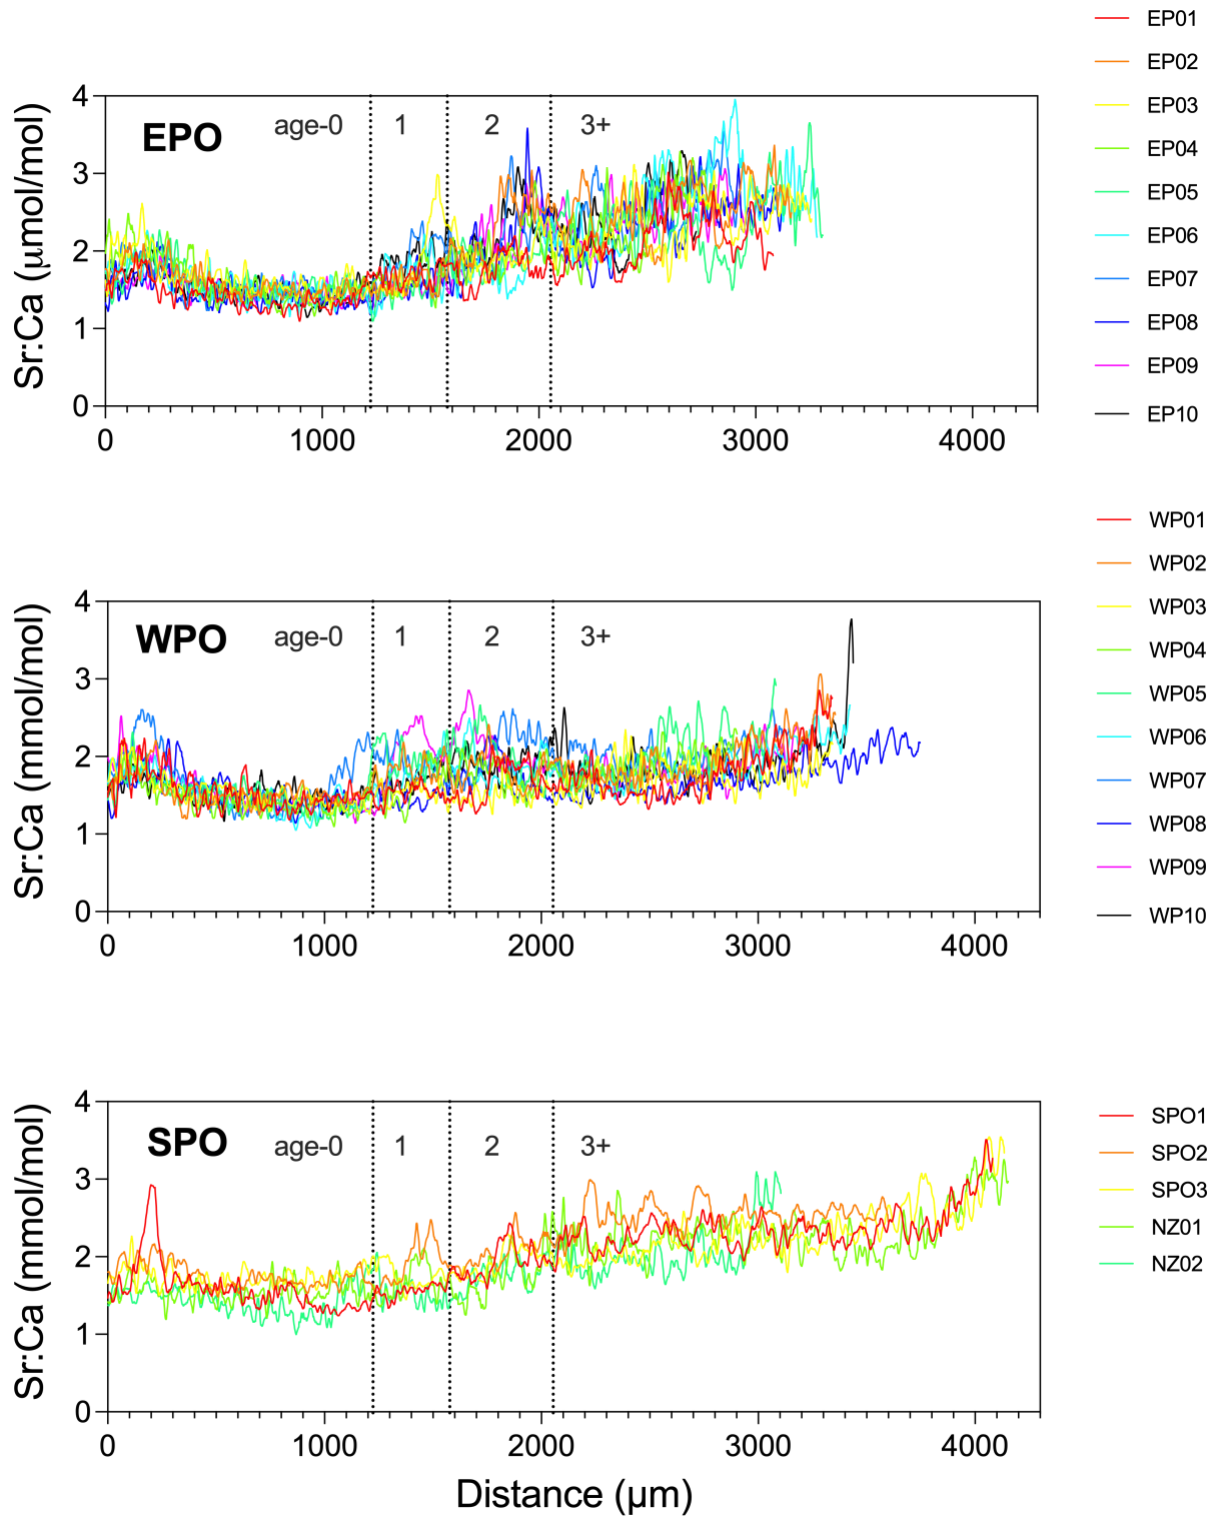 EP01
EP02
EP03
EP04
EP05
EP06
EP07
EP08
EP09
EP10
Sr:Ca (µmol/mol)
4
3
2
1
0
EPO
age-0
1
2
3+
0
1000
2000
3000
4000
WP01
WP02
WP03
WP04
WP05
WP06
WP07
WP08
WP09
WP10
Sr:Ca (mmol/mol)
4
3
2
1
0
WPO
age-0
1
2
3+
0
1000
2000
3000
4000
SPO1
SPO2
SPO3
NZ01
NZ02
Sr:Ca (mmol/mol)
4
3
2
1
0
SPO
age-0
1
2
3+
0
1000
2000
3000
4000
Distance (µm)